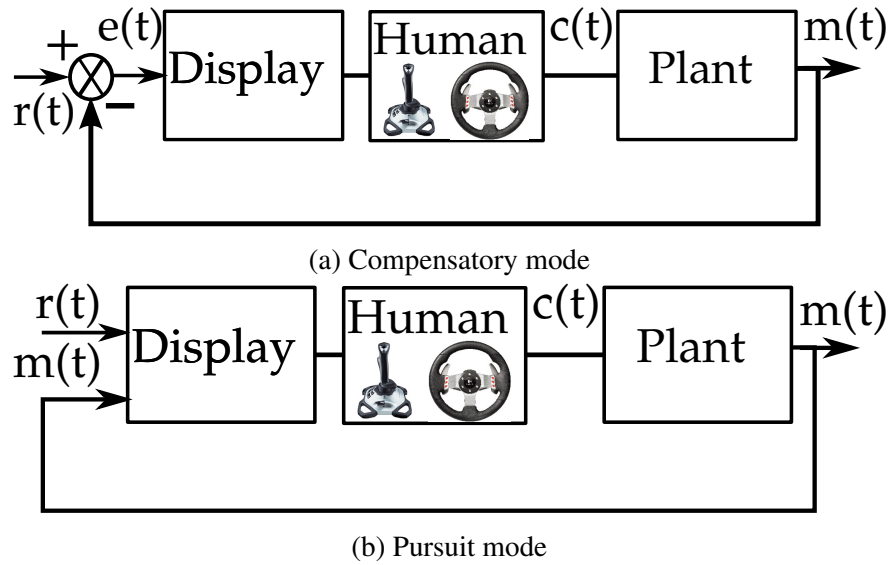 + e(t) Display Human c(t) Plant m(t)
r(t) −
(a) Compensatory mode
r(t) Display Human c(t) Plant m(t)
m(t)
(b) Pursuit mode